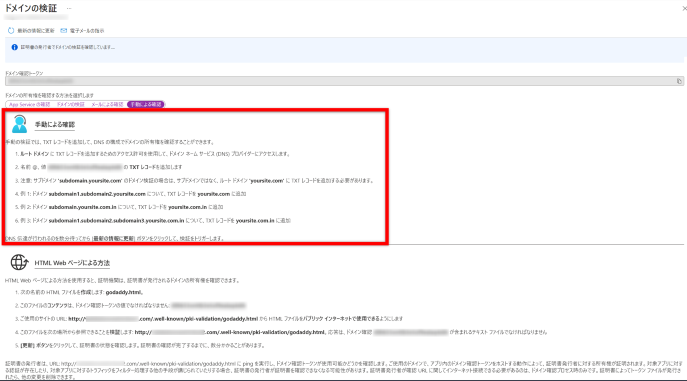 ドメインの検証 ...
最新の情報に更新 電子メールの指示
証明書の発行者でドメインの検証を確認しています...
ドメイン確認トークン
ドメインの所有権を確認する方法を選択します
App Service の確認 ドメインの検証 メールによる確認 手動による確認
手動による確認
手動の検証では、TXT レコードを追加して、DNS の構成でドメインの所有権を確認することができます。
1. ルート ドメイン に TXT レコードを追加するためのアクセス許可を使用して、ドメイン ネーム サービス (DNS) プロバイダーにアクセスします。
2. 名前 @、値 の TXT レコードを追加します
3. 注意: サブドメイン 'subdomain.yoursite.com' のドメイン検証の場合は、サブドメインではなく、ルート ドメイン 'yoursite.com' に TXT レコードを追加する必要があります。
4. 例 1: ドメイン subdomain1.subdomain2.yoursite.com について、TXT レコードを yoursite.com に追加
5. 例 2: ドメイン subdomain.yoursite.com.in について、TXT レコードを yoursite.com.in に追加
6. 例 3: ドメイン subdomain1.subdomain2.subdomain3.yoursite.com.in について、TXT レコードを yoursite.com.in に追加
DNS 伝達が行われるのを数分待ってから [最新の情報に更新] ボタンをクリックして、検証をトリガーします。
HTML Web ページによる方法
HTML Web ページによる方法を使用すると、証明機関は、証明書が発行されるドメインの所有権を確認できます。
1. 次の名前の HTML ファイルを作成します: godaddy.html。
2. このファイルのコンテンツは、ドメイン確認トークンの値でなければなりません:
3. ご使用のサイトの URL: http:// .com/.well-known/pki-validation/godaddy.html から HTML ファイルをパブリック インターネットで使用できるようにします
4. このファイルを次の場所から参照できることを検証します: http:// .com/.well-known/pki-validation/godaddy.html。応答は、ドメイン確認 が含まれるテキスト ファイルでなければなりません
5. [更新] ボタンをクリックして、証明書の状態を確認します。証明書の確認が完了するまでに、数分かかることがあります。
証明書の発行者は、URL: http:// .com/.well-known/pki-validation/godaddy.html に ping を実行し、ドメイン確認トークンが使用可能かどうかを確認します。